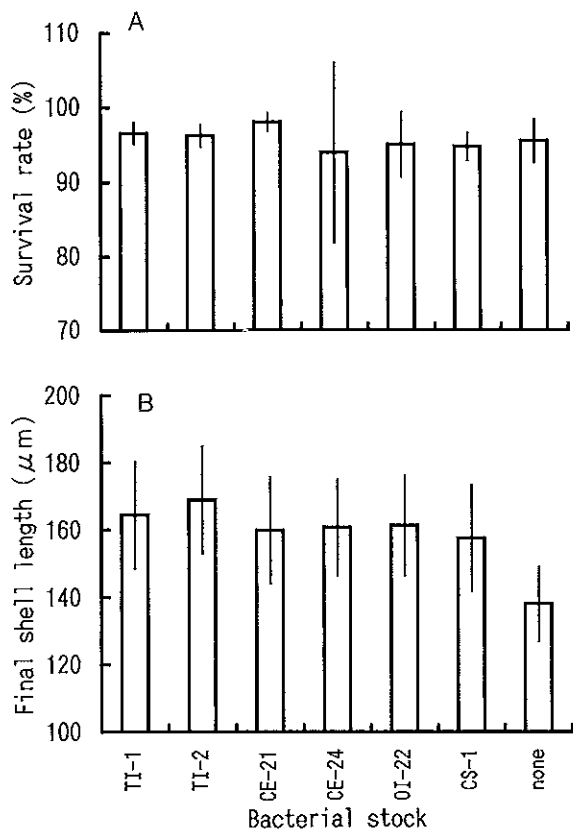 A
Survival rate (%)
110
100
90
80
70
B
Final shell length (μm)
200
180
160
140
120
100
TI-1
TI-2
CE-21
CE-24
OI-22
CS-1
none
Bacterial stock